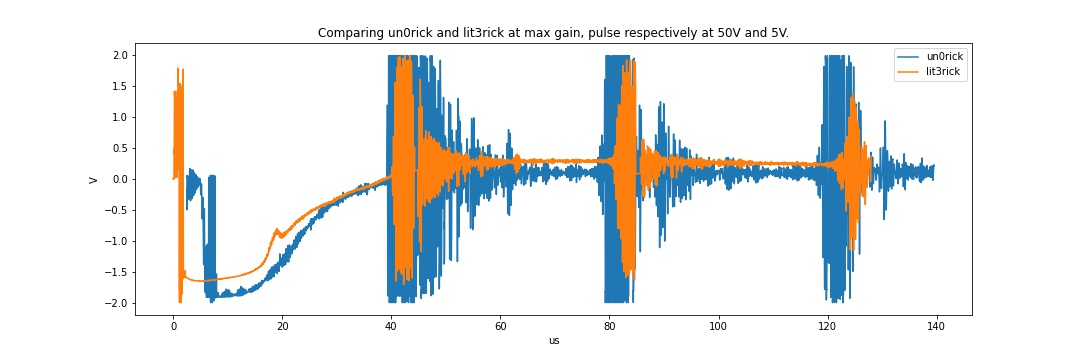 Comparing un0rick and lit3rick at max gain, pulse respectively at 50V and 5V.
un0rick
lit3rick
V
2.0
1.5
1.0
0.5
0.0
−0.5
−1.0
−1.5
−2.0
0 20 40 60 80 100 120 140
us